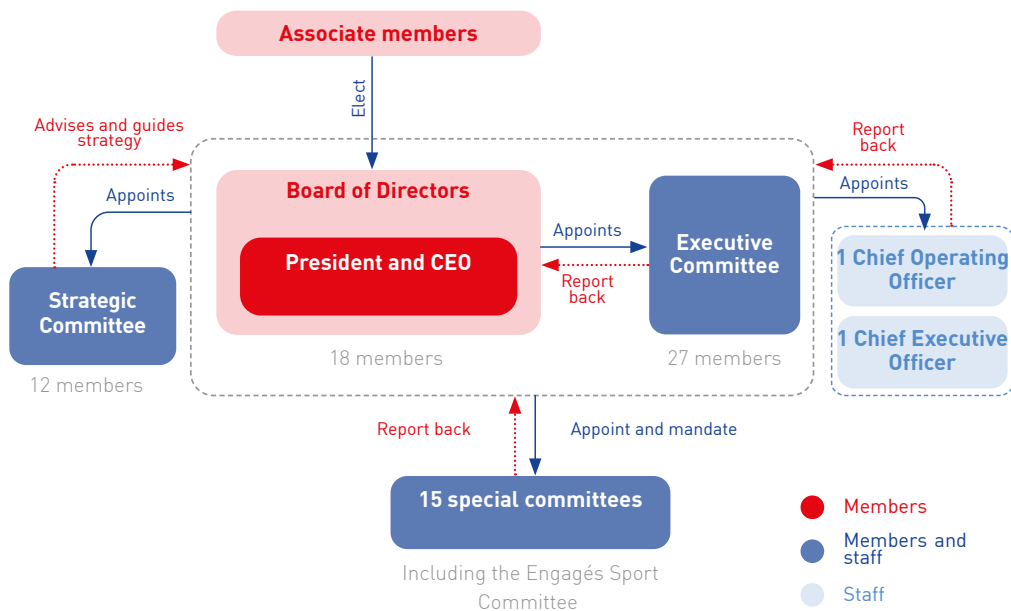 Associate members
Elect
Advises and guides
strategy
Report
back
Appoints
Board of Directors
Appoints
President and CEO
Appoints
Report
back
Executive
Committee
1 Chief Operating
Officer
Strategic
Committee
1 Chief Executive
Officer
12 members
18 members
27 members
Report back
Appoint and mandate
15 special committees
Including the Engagés Sport
Committee
Members
Members and
staff
Staff